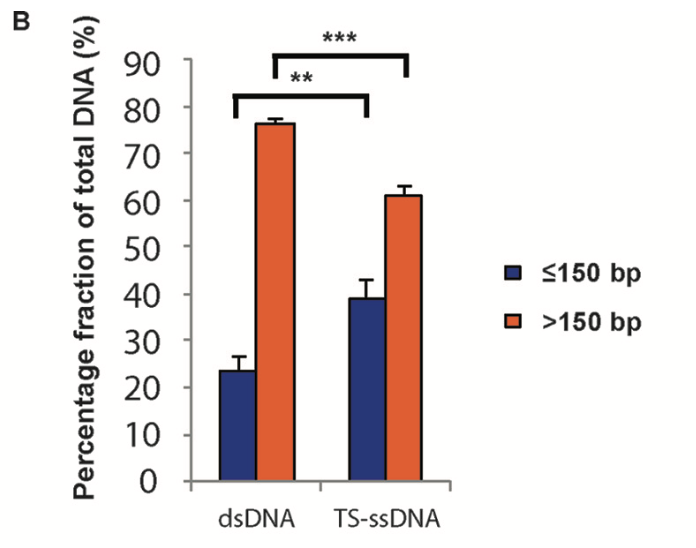 B
Percentage fraction of total DNA (%)
90
80
70
60
50
40
30
20
10
0
***
**
dsDNA
TS-ssDNA
≤150 bp
>150 bp